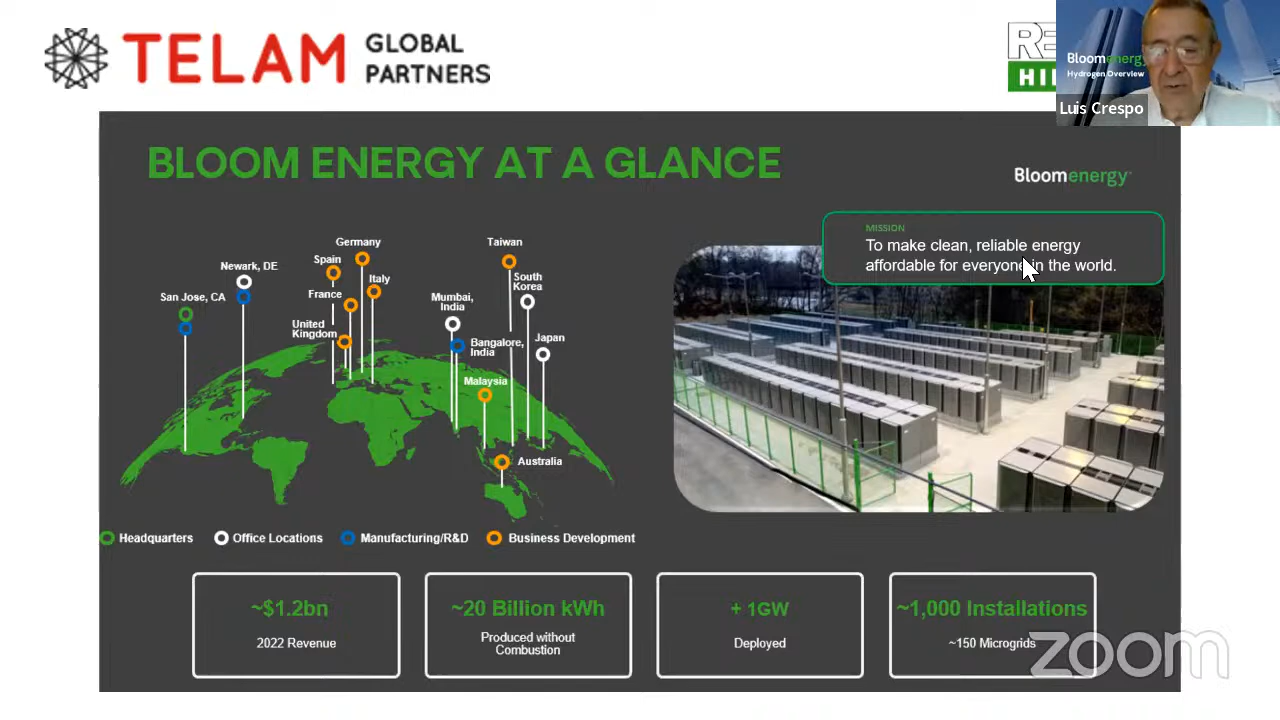 TELAM GLOBAL
PARTNERS
Bloomenergy
Hydrogen Overview
Luis Crespo
BLOOM ENERGY AT A GLANCE
Bloomenergy
MISSION
To make clean, reliable energy
affordable for everyone in the world.
Germany
Taiwan
Spain
Newark, DE
Italy
South
Korea
San Jose, CA
France
Mumbai,
India
United
Kingdom
Bangalore,
India
Japan
Malaysia
Australia
Headquarters
Office Locations
Manufacturing/R&D
Business Development
~$1.2bn
2022 Revenue
~20 Billion kWh
Produced without
Combustion
+ 1GW
Deployed
~1,000 Installations
~150 Microgrids
zoom